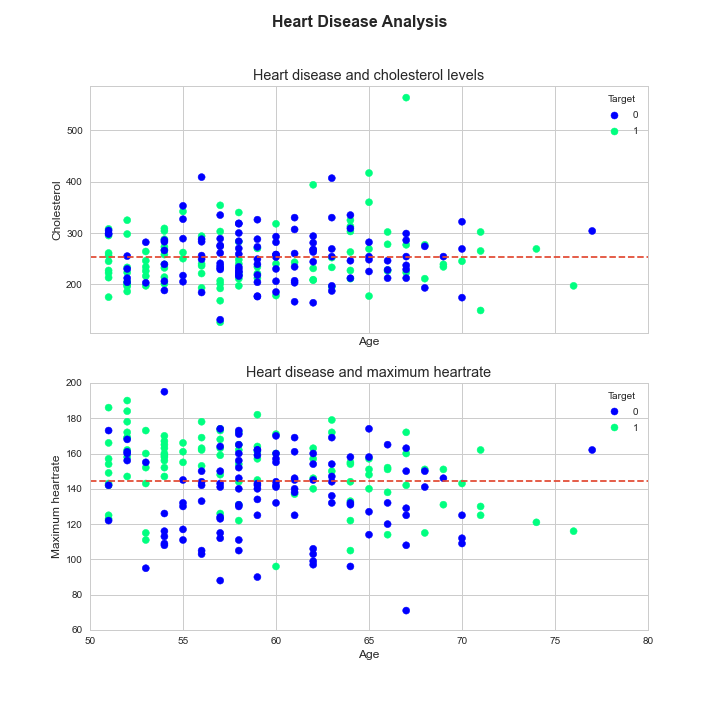 Heart Disease Analysis
Heart disease and cholesterol levels
Target
0
1
500
400
300
200
Cholesterol
Age
Heart disease and maximum heartrate
Target
0
1
200
180
160
140
120
100
80
60
Maximum heartrate
50 55 60 65 70 75 80
Age